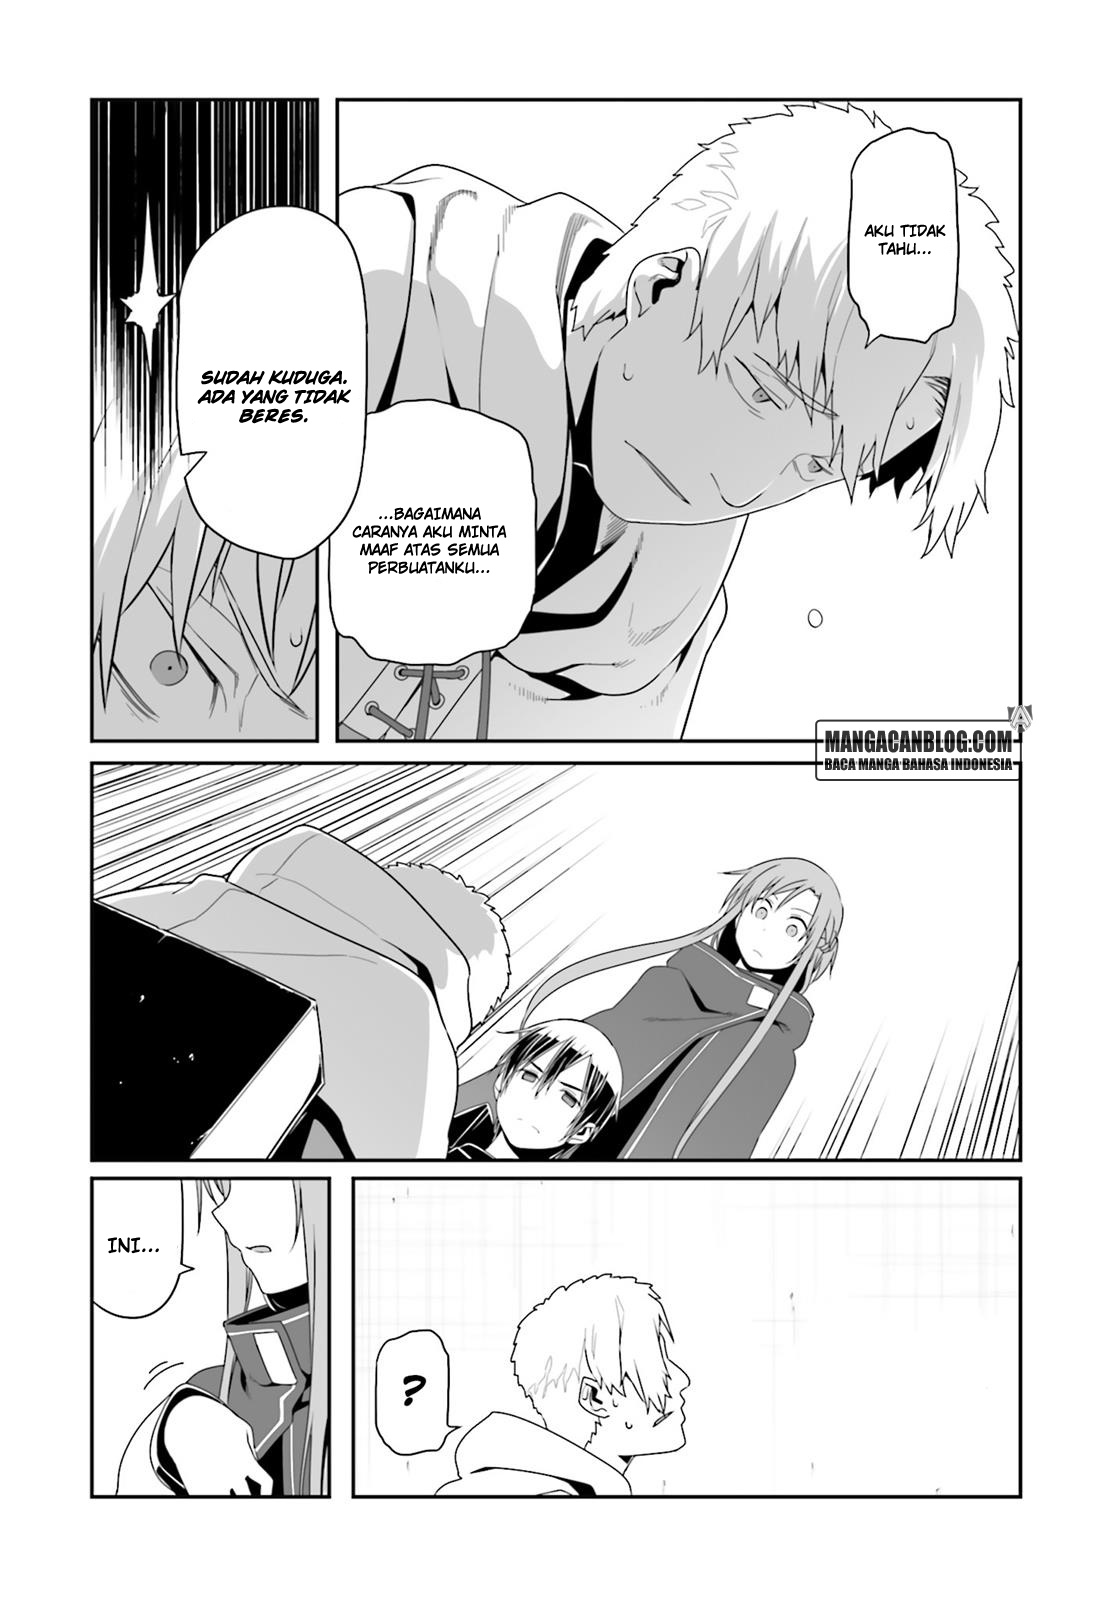 AKU TIDAK
TAHU...
...BAGAIMANA
CARANYA AKU MINTA
MAAF ATAS SEMUA
PERBUATANKU...
SUDAH KUDUGA.
ADA YANG TIDAK
BERES.
MANGACANBLOG.COM
BACA MANGA BAHASA INDONESIA
?
INI...